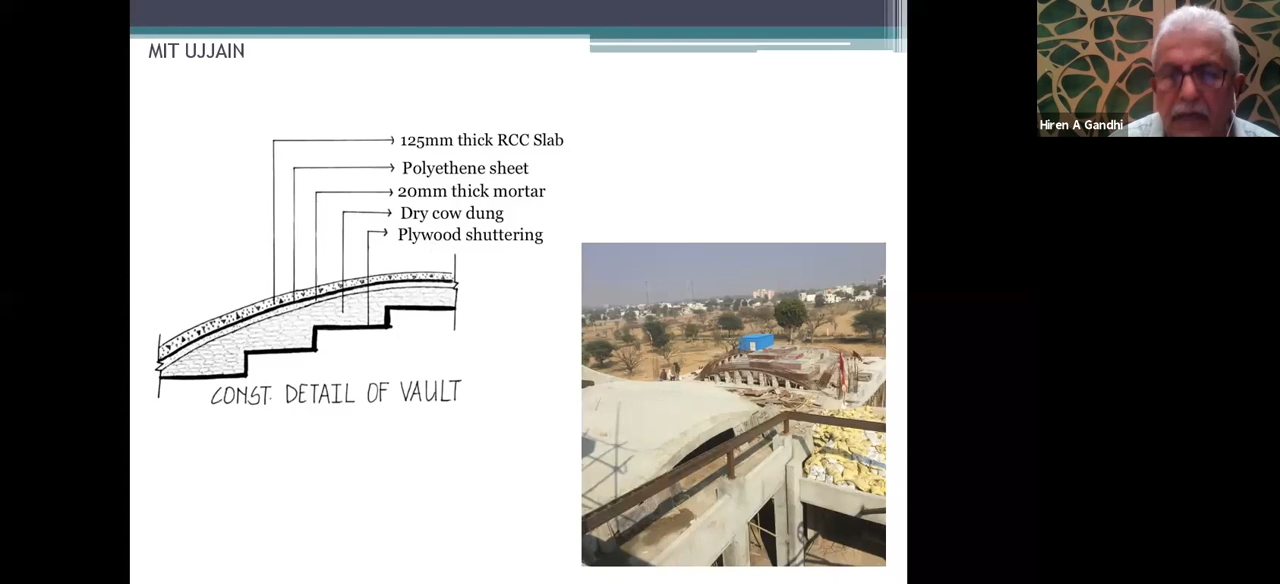 MIT UJJAIN
125mm thick RCC Slab
Polyethene sheet
20mm thick mortar
Dry cow dung
Plywood shuttering
CONST. DETAIL OF VAULT
Hiren A Gandhi